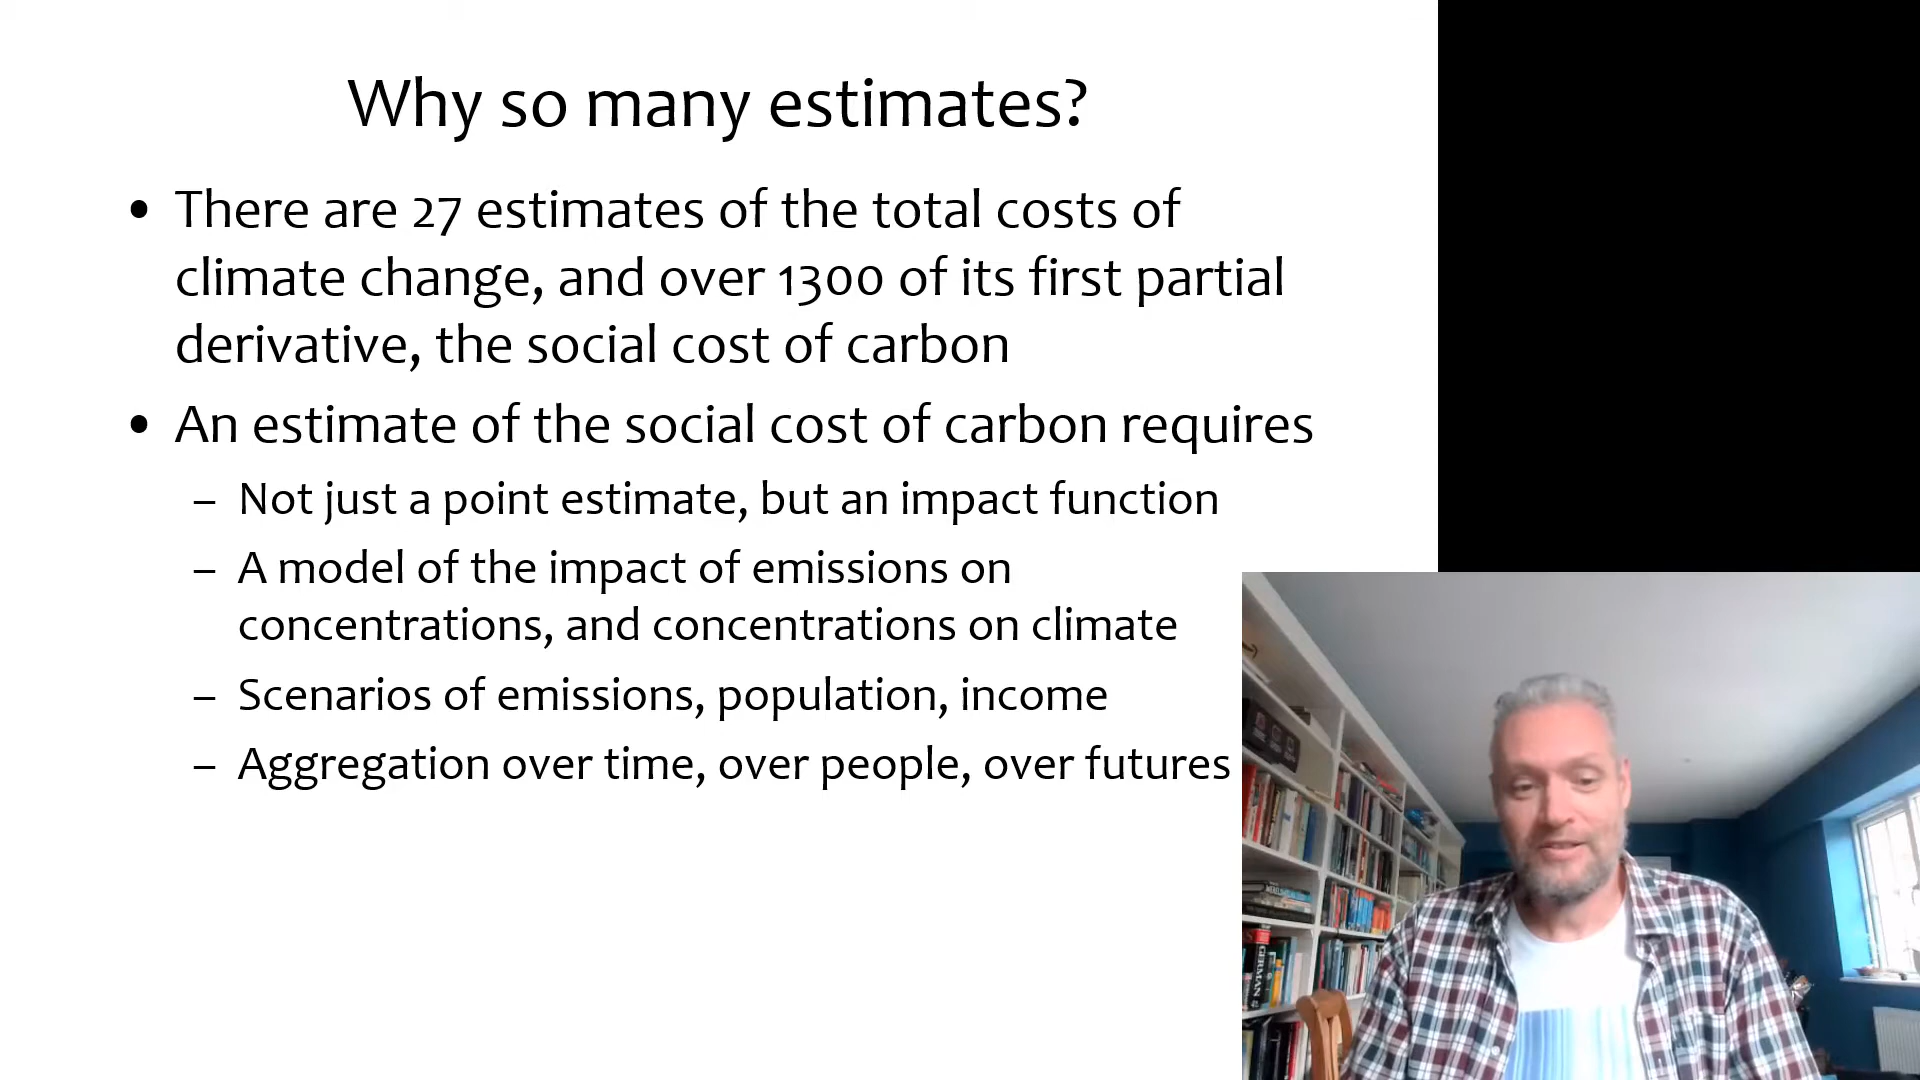 Why so many estimates?
• There are 27 estimates of the total costs of
climate change, and over 1300 of its first partial
derivative, the social cost of carbon
• An estimate of the social cost of carbon requires
– Not just a point estimate, but an impact function
– A model of the impact of emissions on
concentrations, and concentrations on climate
– Scenarios of emissions, population, income
– Aggregation over time, over people, over futures
GERMAN